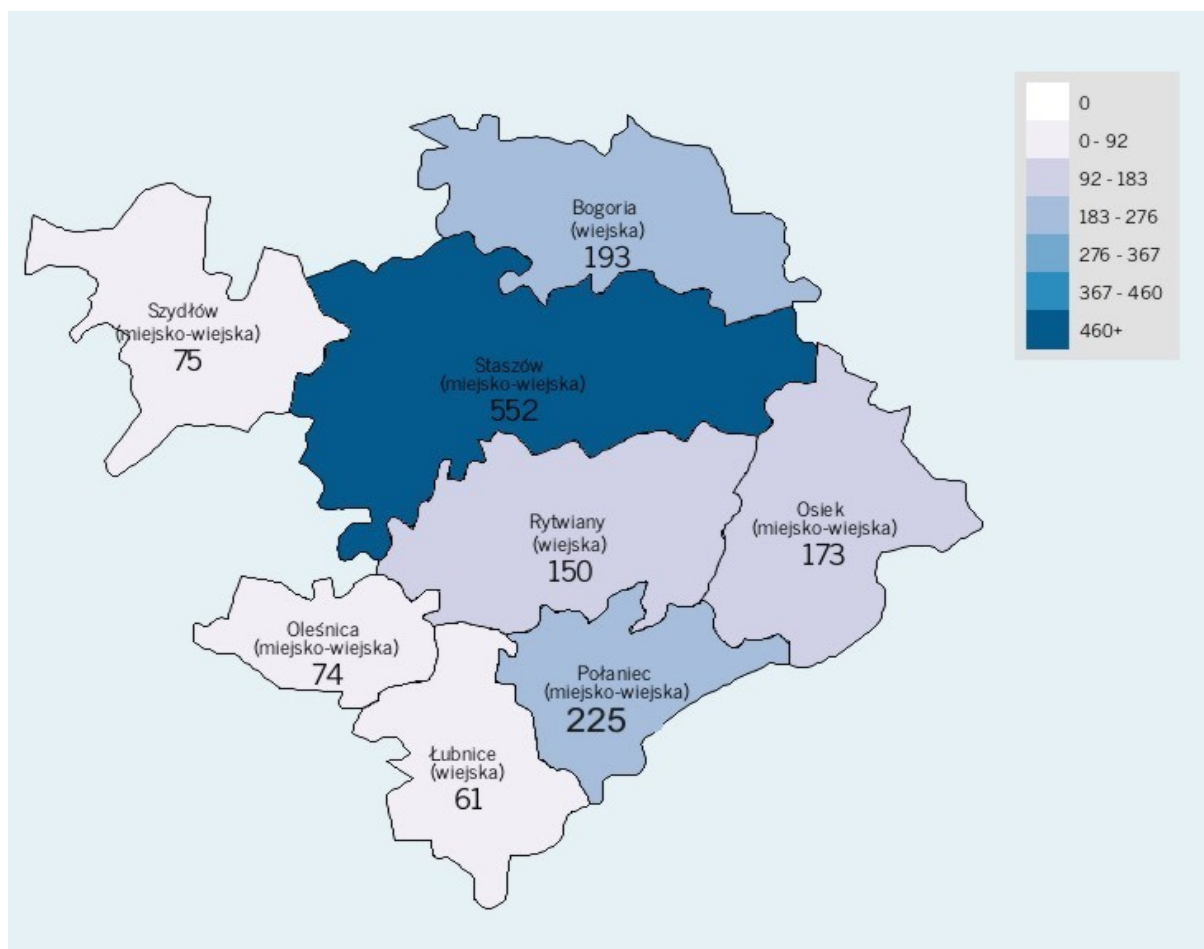 0
0 - 92
92 - 183
183 - 276
276 - 367
367 - 460
460+
Bogoria
(wiejska)
193
Szydłów
(miejsko-wiejska)
75
Staszów
(miejsko-wiejska)
552
Rytwiany
(wiejska)
150
Osiek
(miejsko-wiejska)
173
Oleśnica
(miejsko-wiejska)
74
Połaniec
(miejsko-wiejska)
225
Łubnice
(wiejska)
61